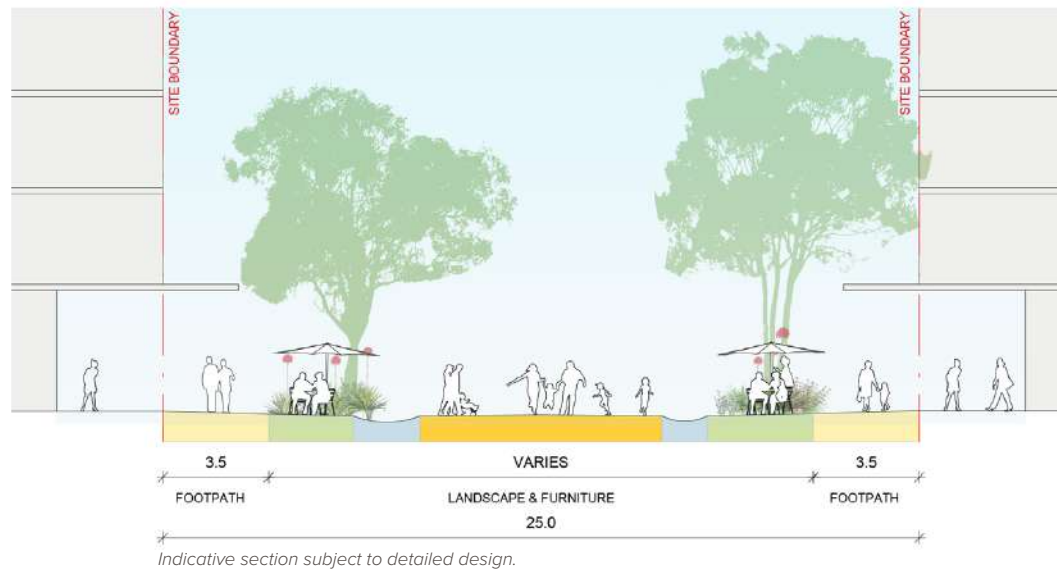 SITE BOUNDARY
SITE BOUNDARY
3.5
VARIES
3.5
FOOTPATH
LANDSCAPE & FURNITURE
FOOTPATH
25.0
Indicative section subject to detailed design.